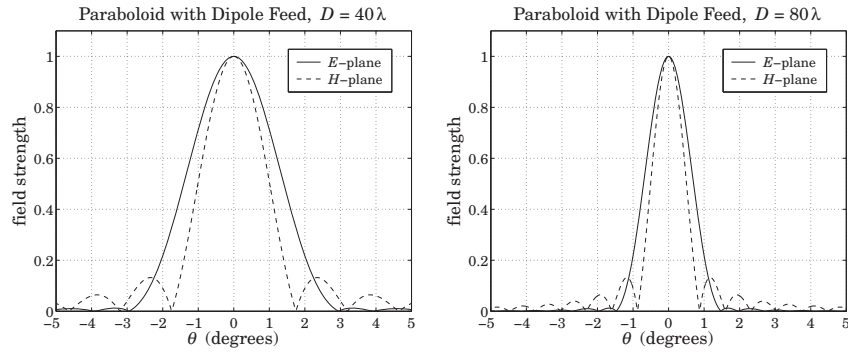 Paraboloid with Dipole Feed, D = 40λ
E−plane
H−plane
1
0.8
0.6
0.4
0.2
0
field strength
−5 −4 −3 −2 −1 0 1 2 3 4 5
θ (degrees)
Paraboloid with Dipole Feed, D = 80λ
E−plane
H−plane
1
0.8
0.6
0.4
0.2
0
field strength
−5 −4 −3 −2 −1 0 1 2 3 4 5
θ (degrees)